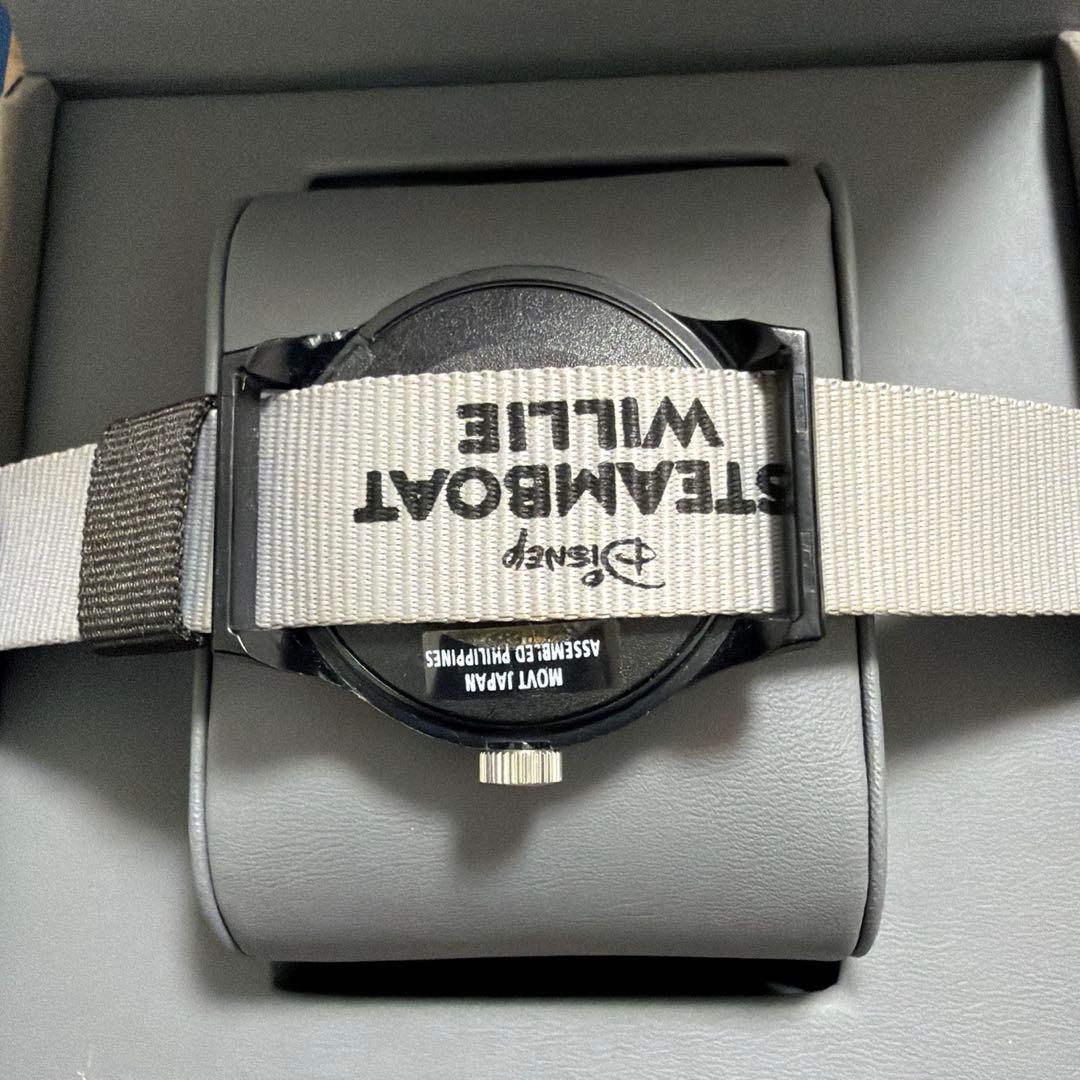 Disney
STEAMBOAT
WILLIE
MOVT JAPAN
ASSEMBLED PHILIPPINES